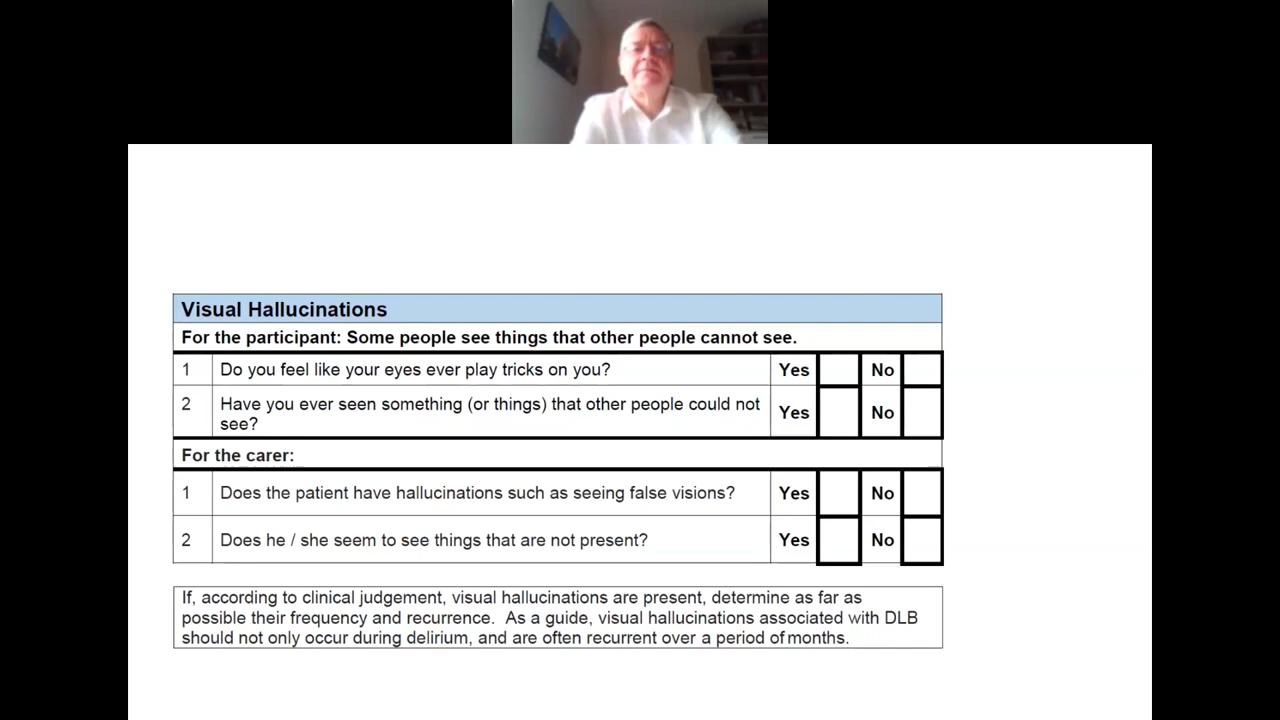 Visual Hallucinations
For the participant: Some people see things that other people cannot see.
1 Do you feel like your eyes ever play tricks on you? Yes No
2 Have you ever seen something (or things) that other people could not see? Yes No
For the carer:
1 Does the patient have hallucinations such as seeing false visions? Yes No
2 Does he / she seem to see things that are not present? Yes No
If, according to clinical judgement, visual hallucinations are present, determine as far as
possible their frequency and recurrence. As a guide, visual hallucinations associated with DLB
should not only occur during delirium, and are often recurrent over a period of months.